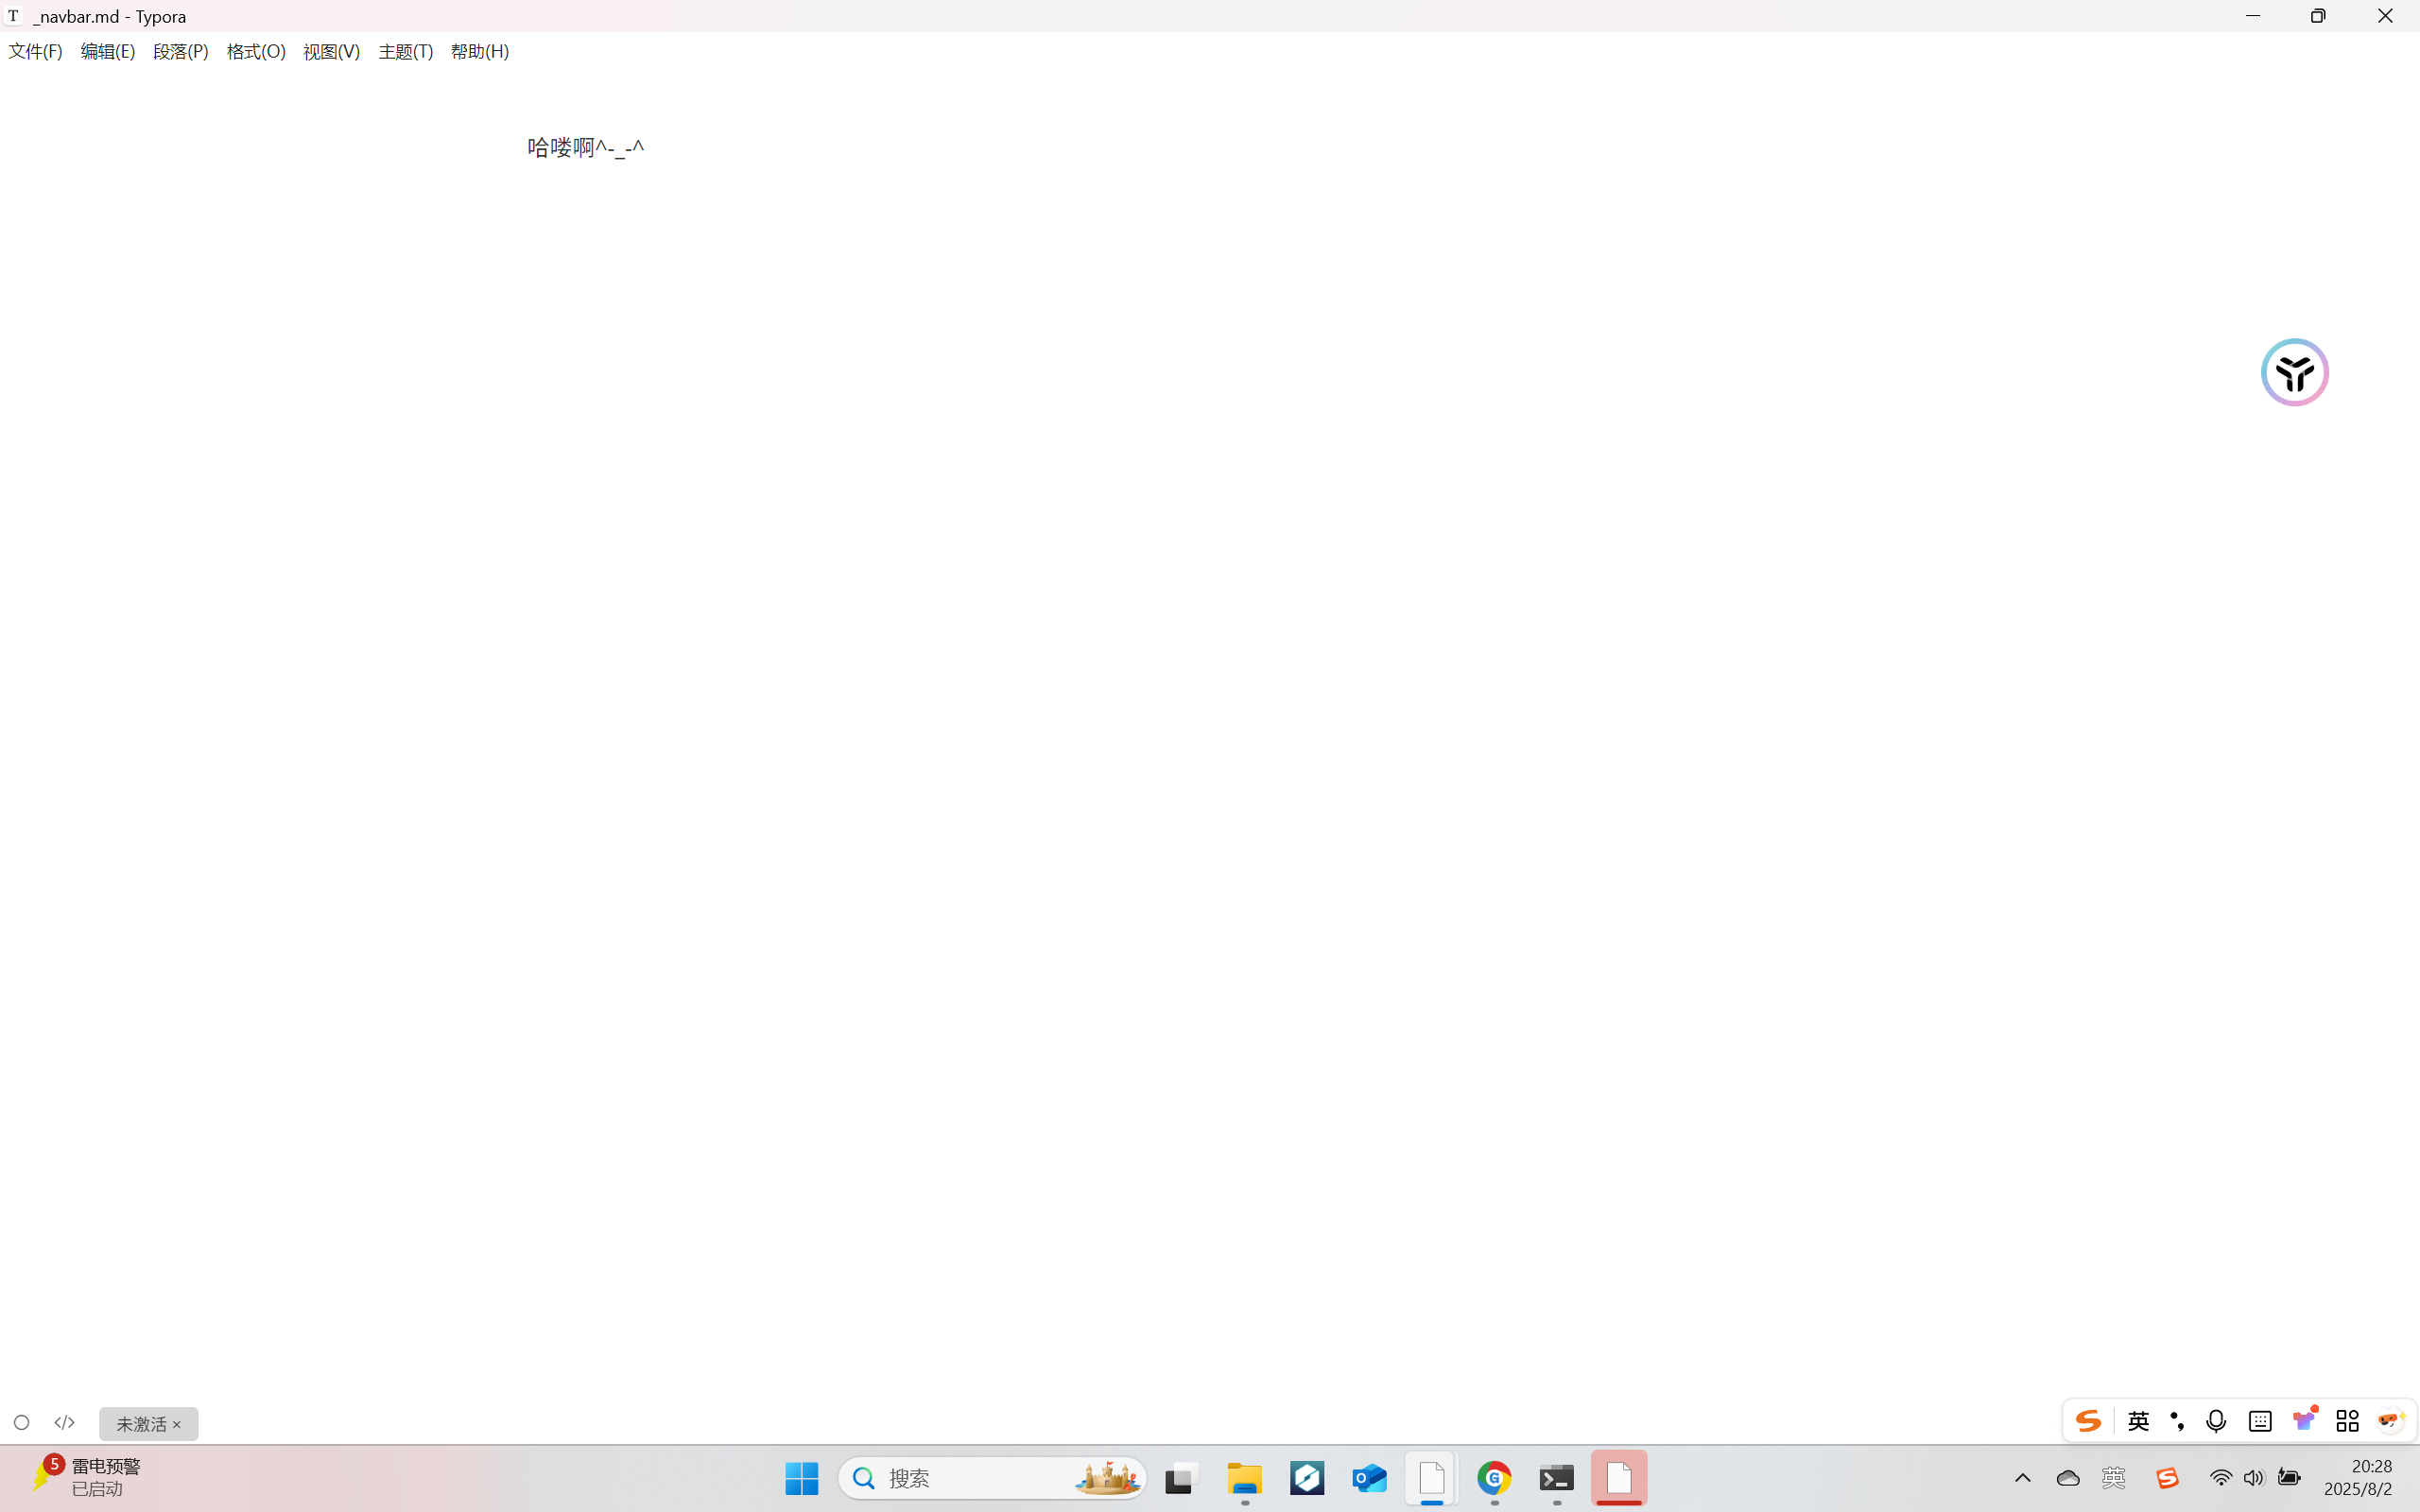 _navbar.md - Typora
文件(F) 编辑(E) 段落(P) 格式(O) 视图(V) 主题(T) 帮助(H)
哈喽啊^-_-^
未激活 ×
英
5
雷电预警
已启动
搜索
英
20:28
2025/8/2